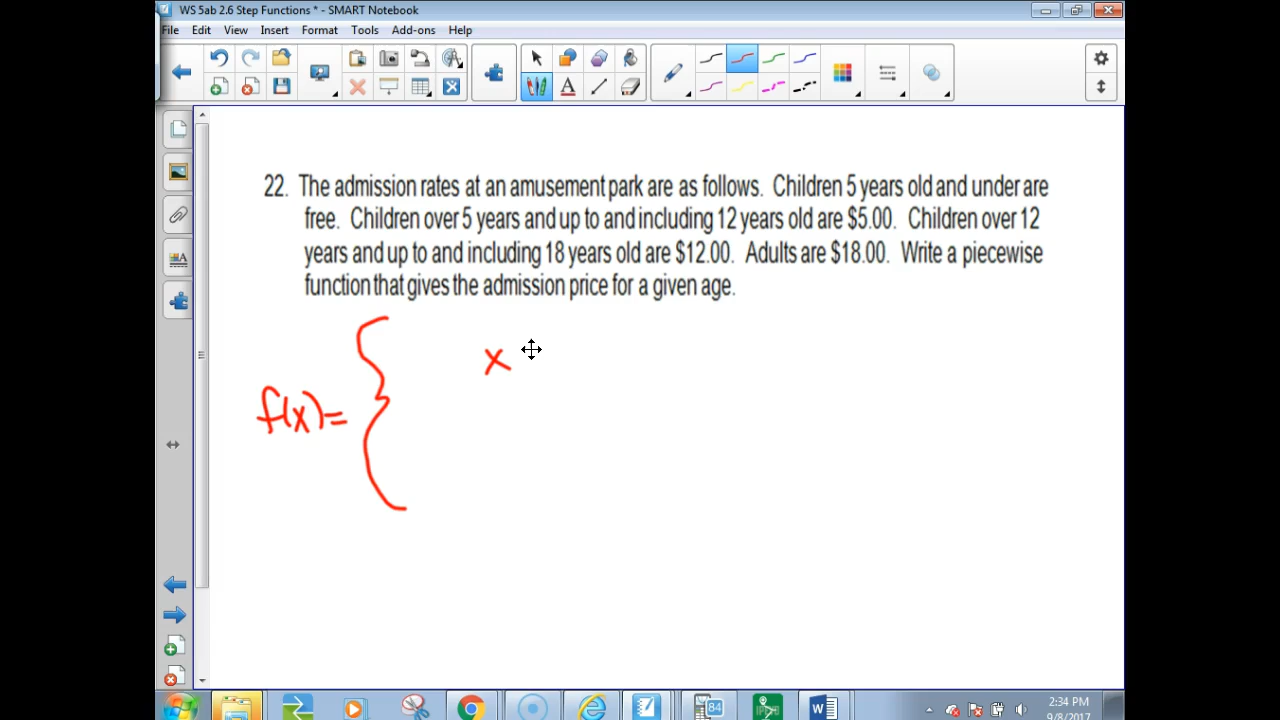 WS 5ab 2.6 Step Functions * - SMART Notebook
File Edit View Insert Format Tools Add-ons Help
22. The admission rates at an amusement park are as follows. Children 5 years old and under are
free. Children over 5 years and up to and including 12 years old are $5.00. Children over 12
years and up to and including 18 years old are $12.00. Adults are $18.00. Write a piecewise
function that gives the admission price for a given age.
x
f(x)= {
84
2:34 PM
9/8/2017